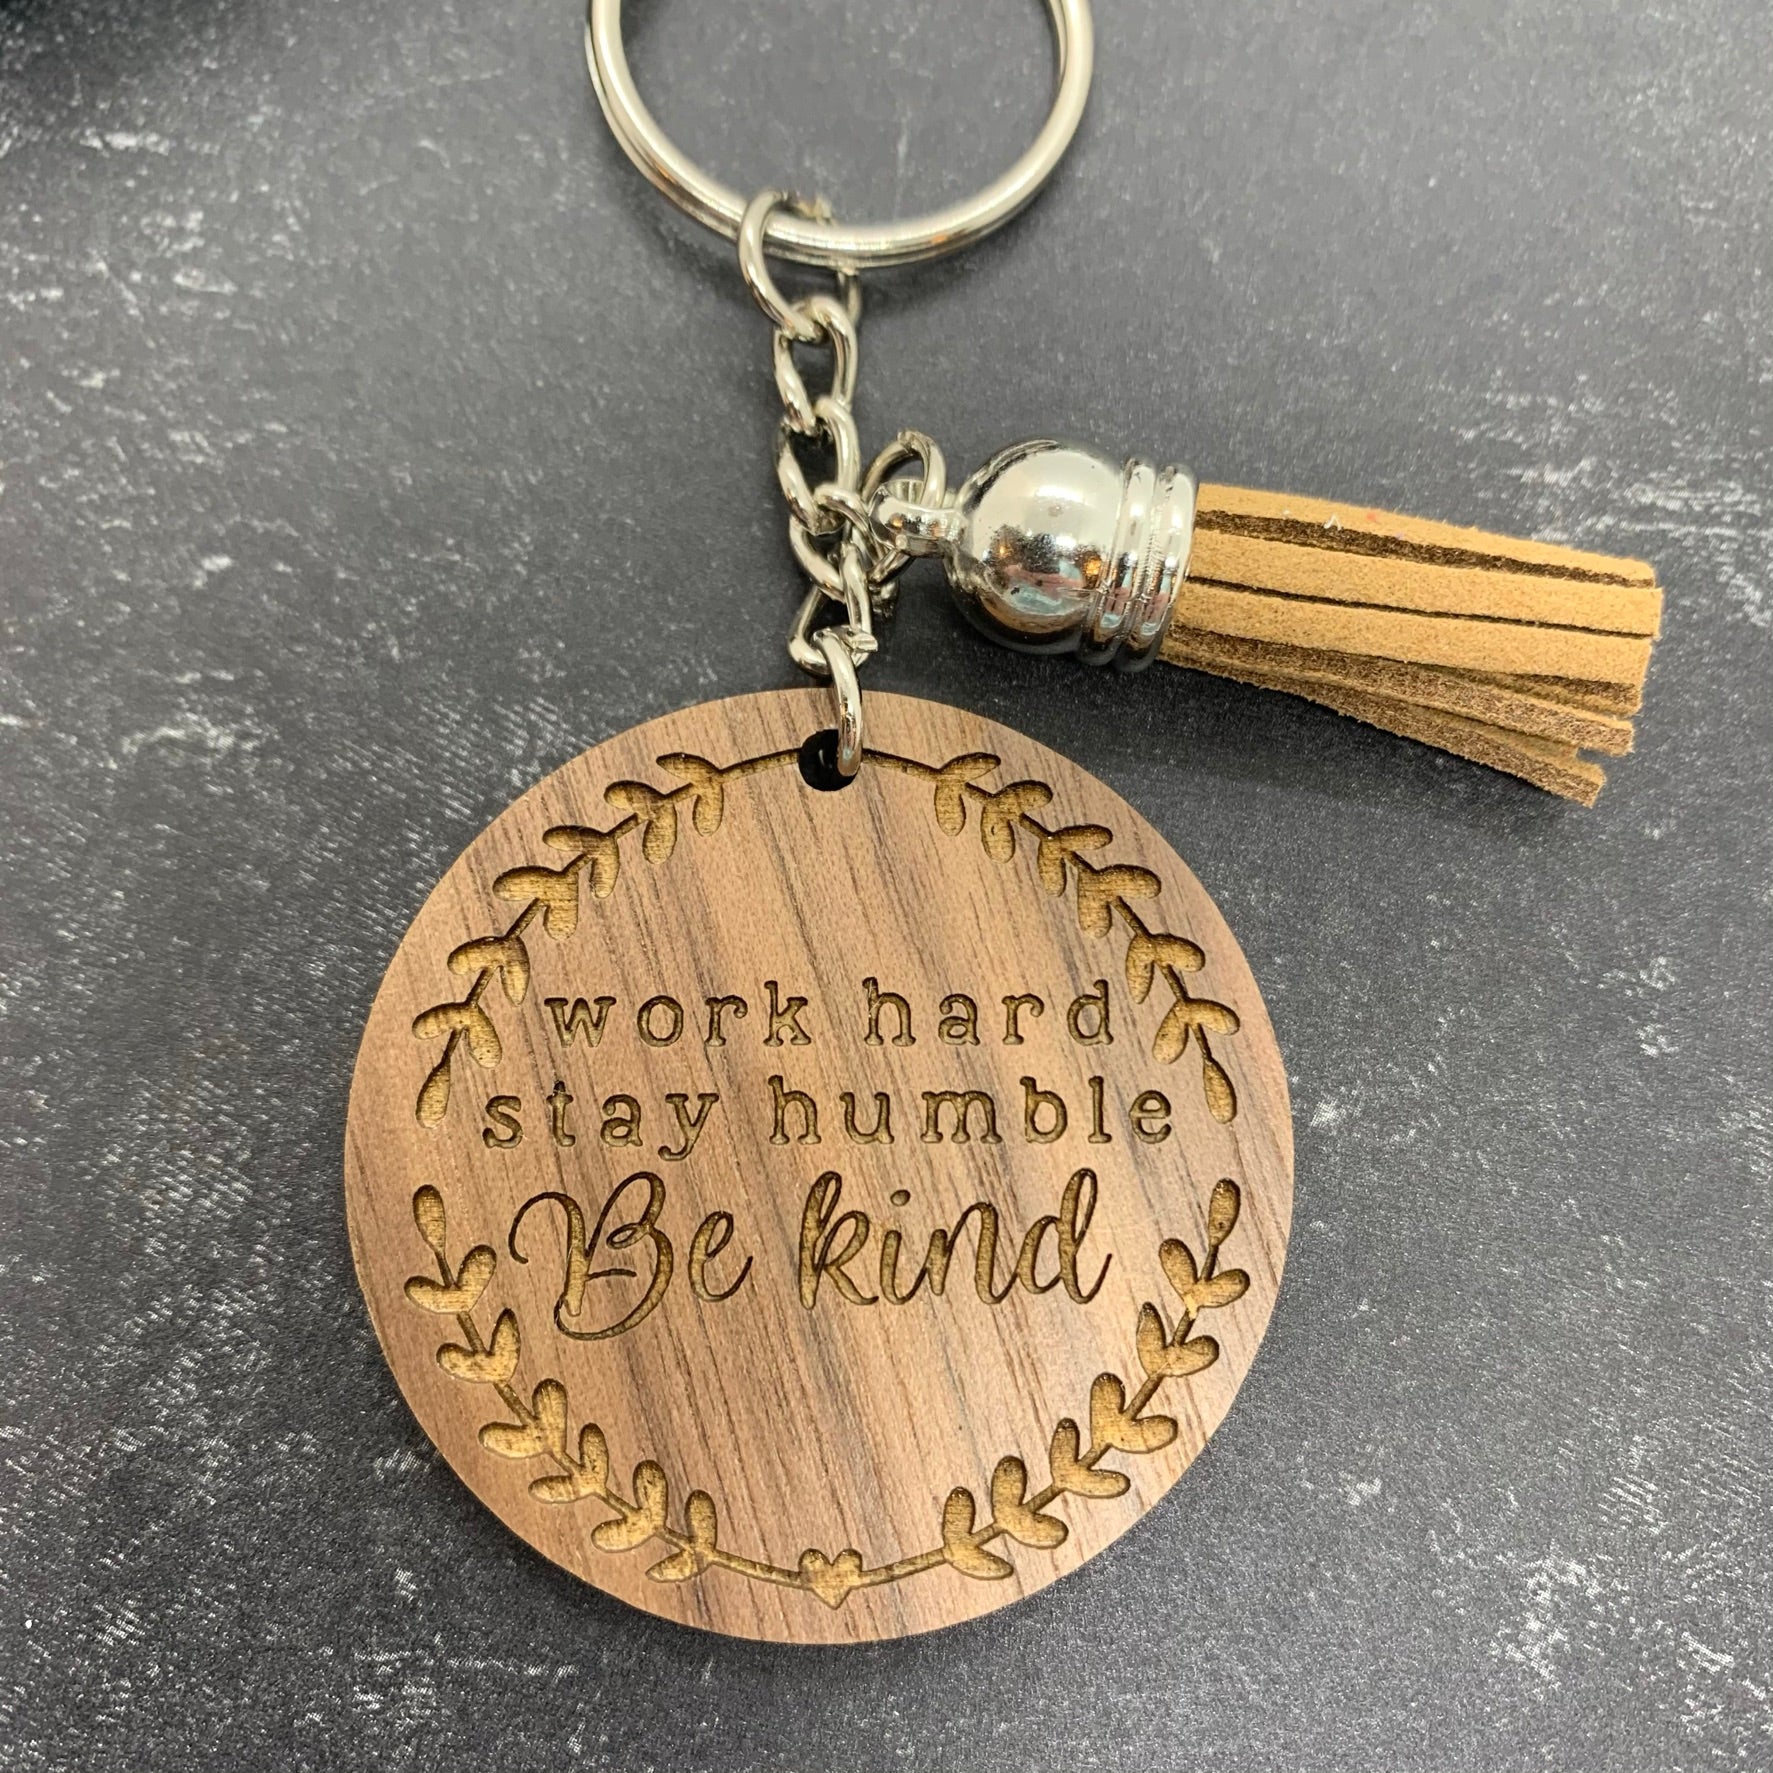 work hard
stay humble
Be kind